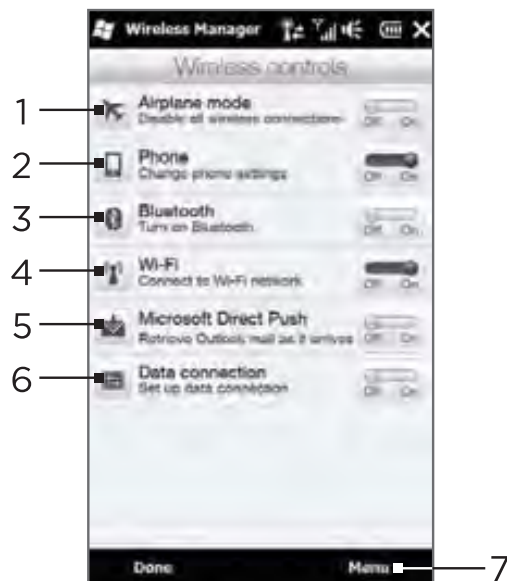 Wireless Manager
Wireless controls
1 Airplane mode
Disable all wireless connections
Off On
2 Phone
Change phone settings
Off On
3 Bluetooth
Turn on Bluetooth
Off On
4 Wi-Fi
Connect to Wi-Fi network
Off On
5 Microsoft Direct Push
Retrieve Outlook mail as it arrives
Off On
6 Data connection
Set up data connection
Off On
Done Menu 7